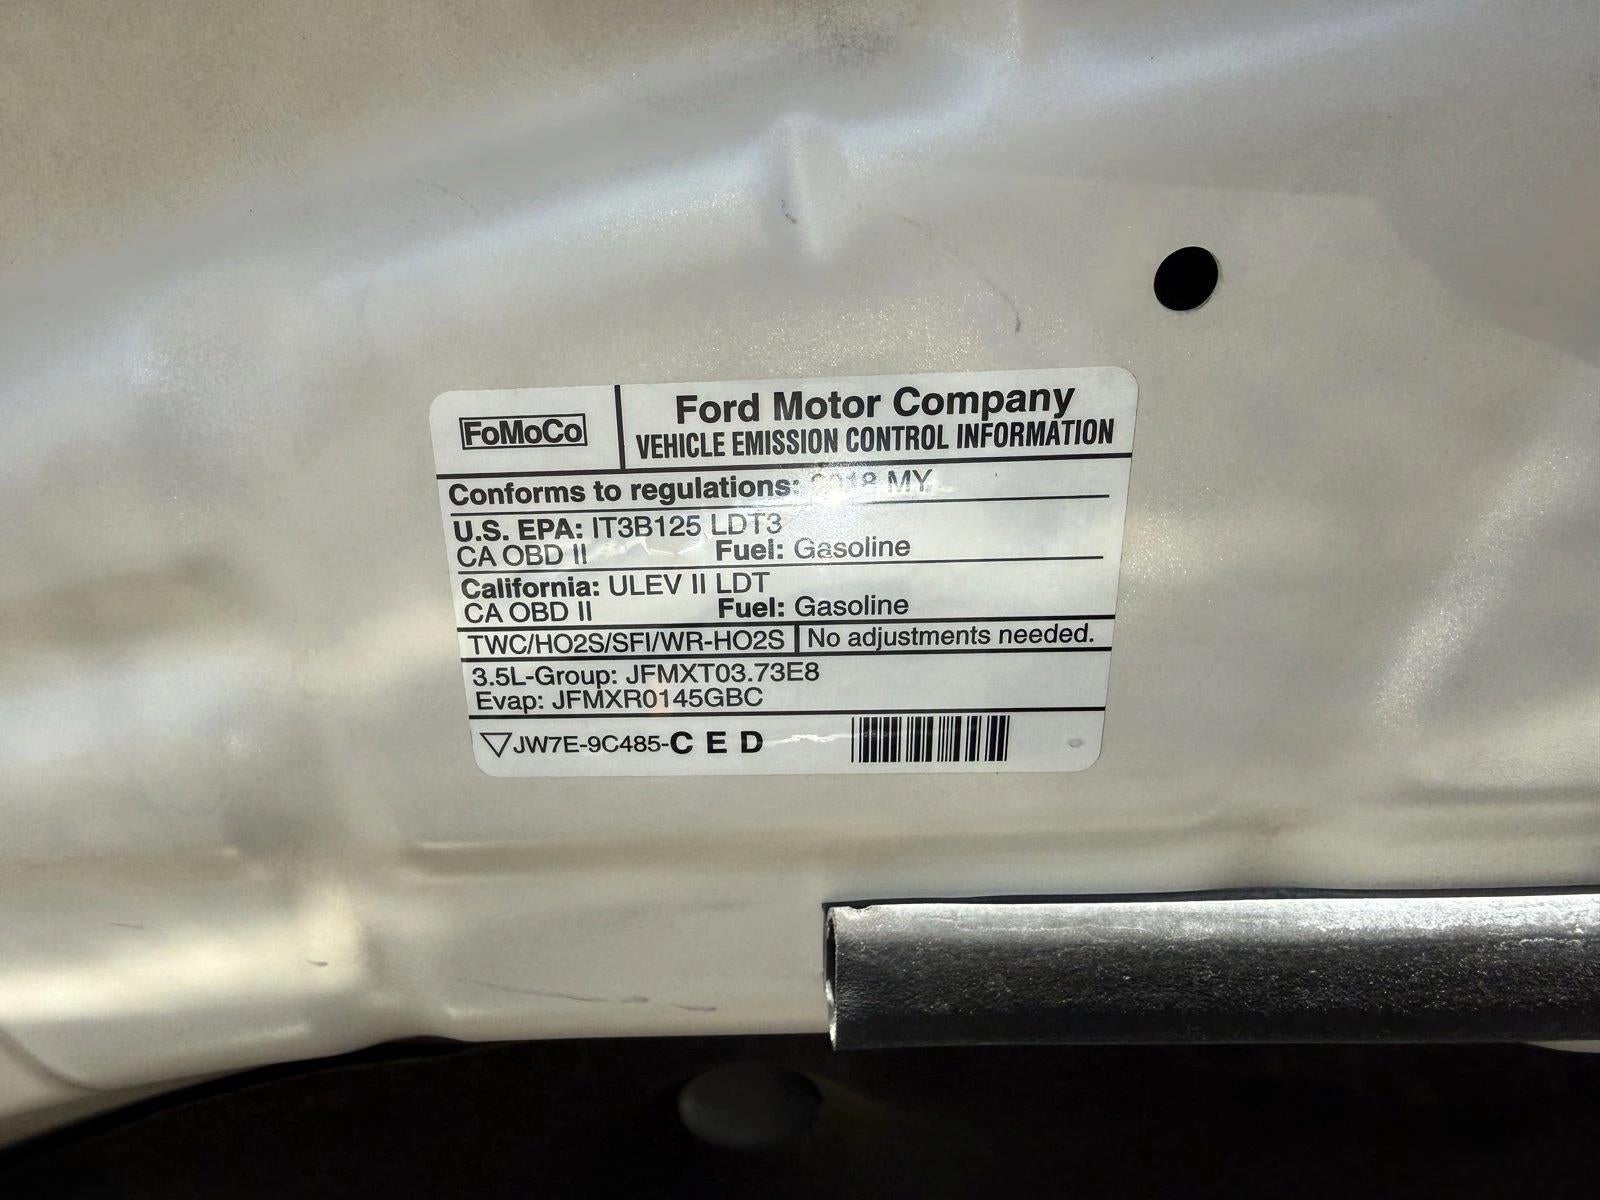 FoMoCo
Ford Motor Company
VEHICLE EMISSION CONTROL INFORMATION
Conforms to regulations: 2018 MY.
U.S. EPA: IT3B125 LDT3
CA OBD II Fuel: Gasoline
California: ULEV II LDT
CA OBD II Fuel: Gasoline
TWC/HO2S/SFI/WR-HO2S No adjustments needed.
3.5L-Group: JFMXT03.73E8
Evap: JFMXR0145GBC
JW7E-9C485-C E D